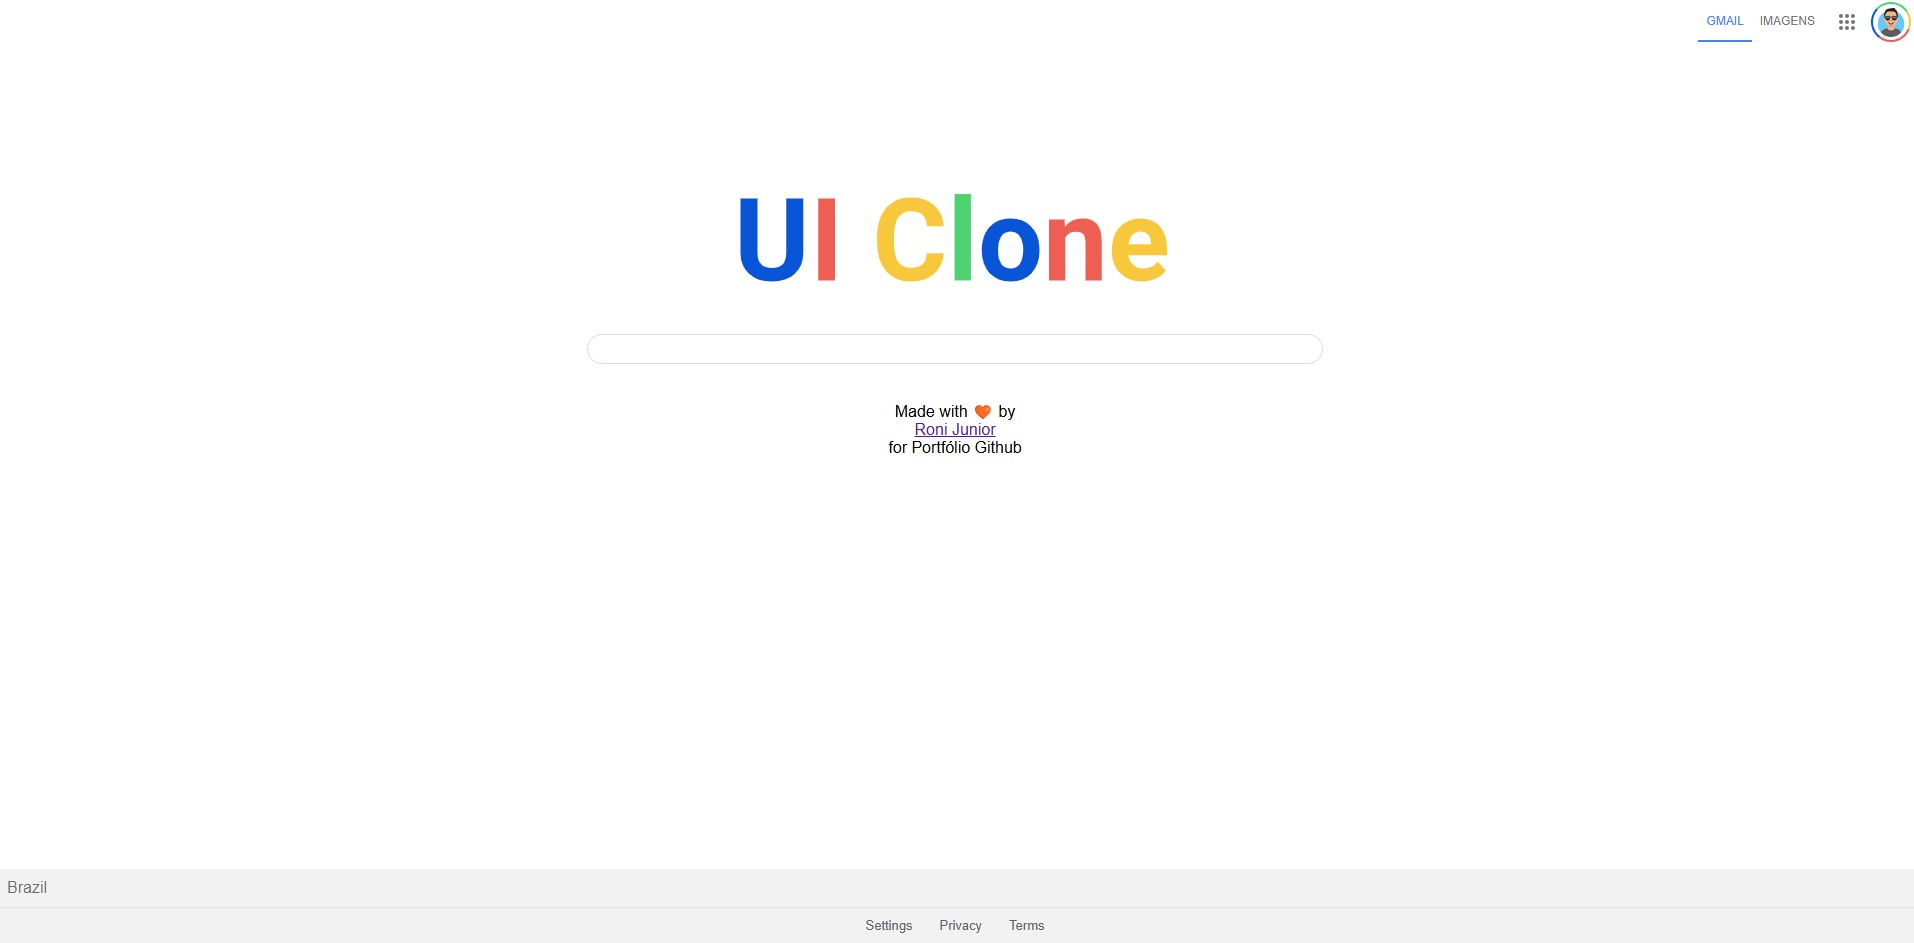 GMAIL IMAGENS
UI Clone
Made with ❤ by
Roni Junior
for Portfólio Github
Brazil
Settings Privacy Terms